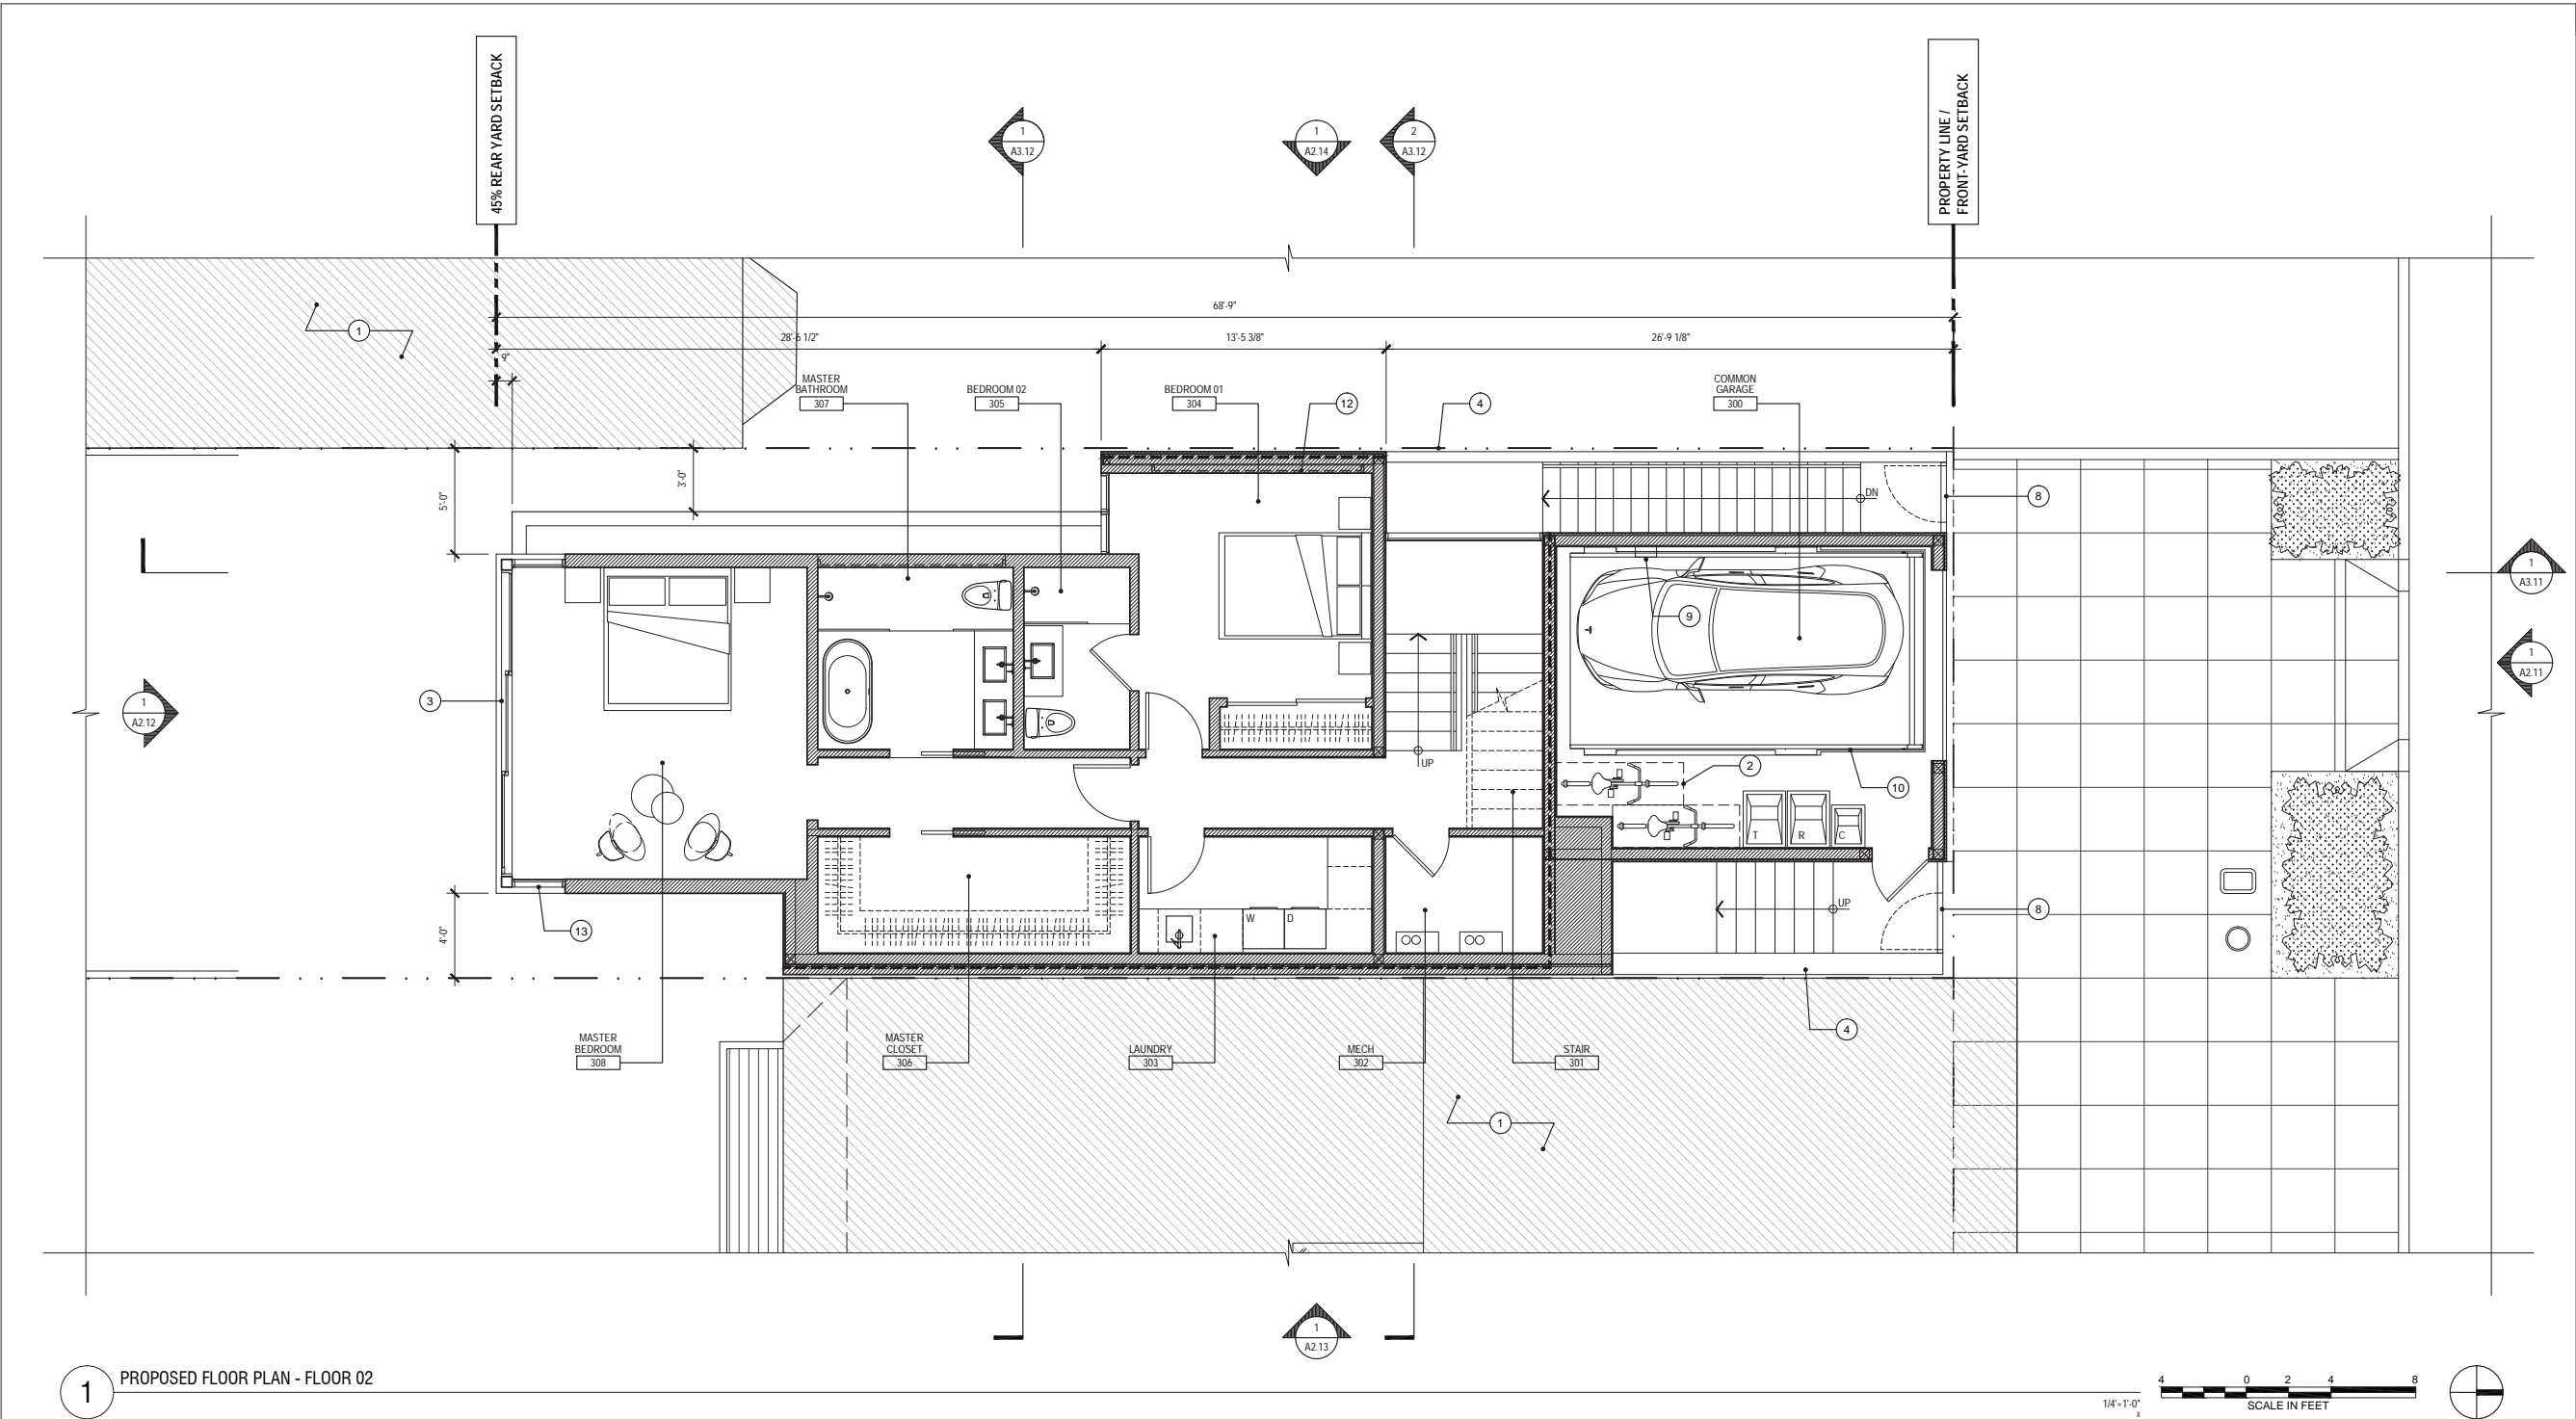 45% REAR YARD SETBACK
PROPERTY LINE /
FRONT-YARD SETBACK
1
A3.12
1
A2.14
2
A3.12
68'-9"
28'-6 1/2"
13'-5 3/8"
26'-9 1/8"
9"
1
MASTER
BATHROOM
307
BEDROOM 02
305
BEDROOM 01
304
12
4
COMMON
GARAGE
300
5'-0"
3'-0"
DN
8
1
A3.11
9
1
A2.11
3
1
A2.12
UP
2
10
T
R
C
W
D
UP
8
13
4'-0"
4
MASTER
BEDROOM
308
MASTER
CLOSET
306
LAUNDRY
303
MECH
302
STAIR
301
1
1
A2.13
1
PROPOSED FLOOR PLAN - FLOOR 02
1/4"=1'-0"
X
4 0 2 4 8
SCALE IN FEET